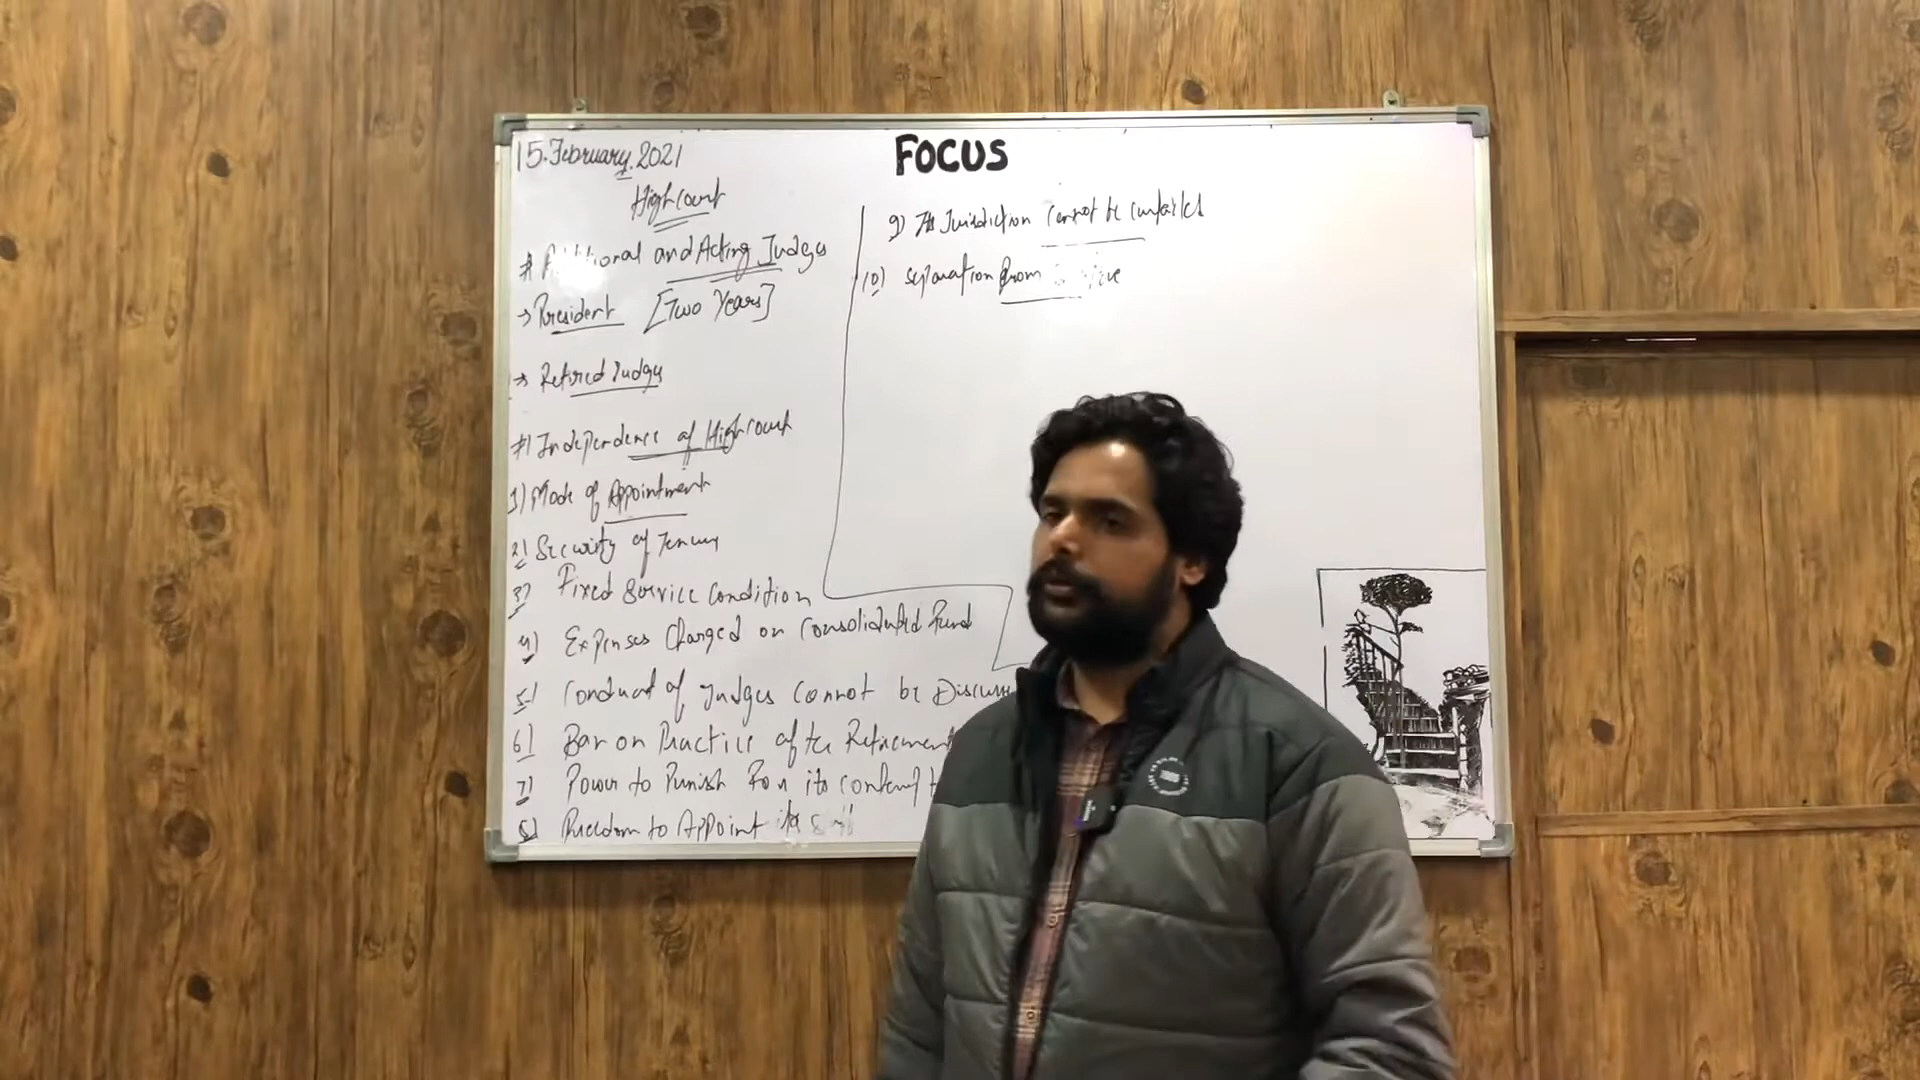 15.February.2021
FOCUS
High court
# Additional and Acting Judges
→ President [Two Years]
→ Retired Judges
# Independence of High court
1) Mode of Appointment
2) Security of Tenure
3) Fixed Service Condition
4) Expenses Charged on Consolidated Fund
5) Conduct of Judges Cannot be Discuss
6) Bar on Practice after Retirement
7) Power to Punish For its contempt
8) Freedom to Appoint its
9) Its Jurisdiction Cannot be Curtailed
10) Separation from